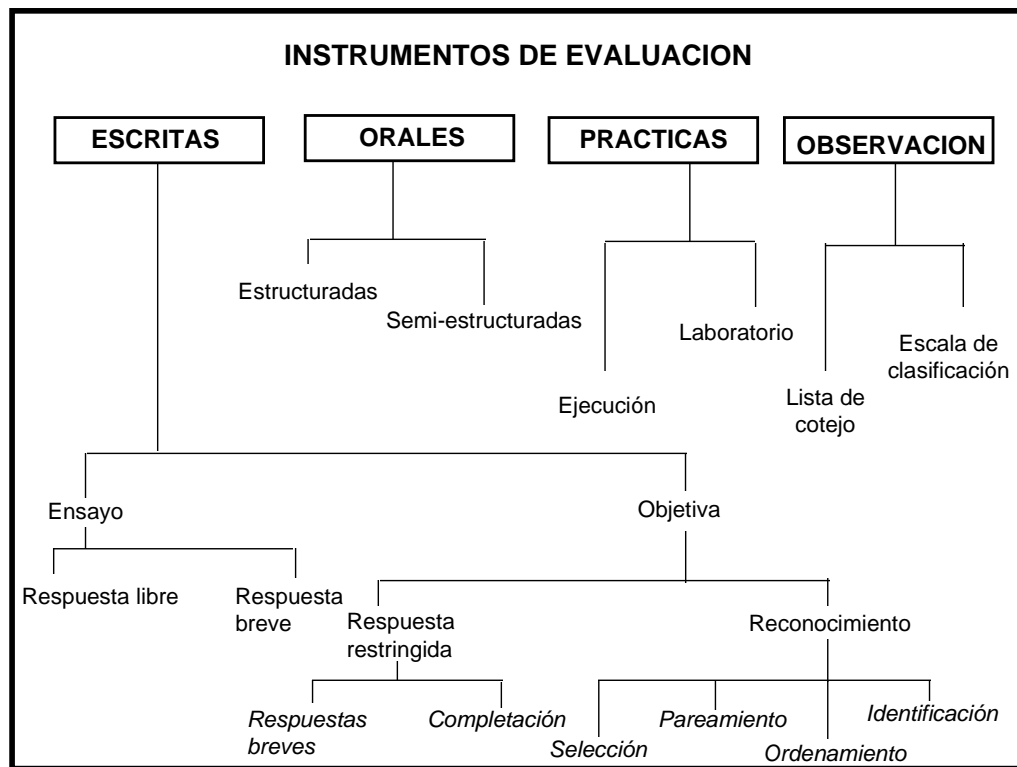 INSTRUMENTOS DE EVALUACION
ESCRITAS
ORALES
PRACTICAS
OBSERVACION
Estructuradas
Semi-estructuradas
Laboratorio
Ejecución
Escala de
clasificación
Lista de
cotejo
Ensayo
Objetiva
Respuesta libre
Respuesta
breve
Respuesta
restringida
Reconocimiento
Respuestas
breves
Completación
Selección
Pareamiento
Ordenamiento
Identificación